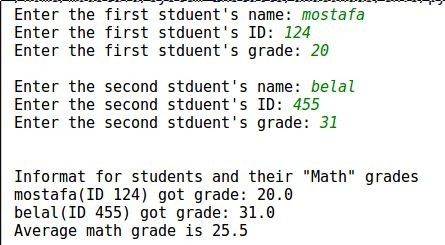 Enter the first stduent's name: mostafa
Enter the first stduent's ID: 124
Enter the first stduent's grade: 20
Enter the second stduent's name: belal
Enter the second stduent's ID: 455
Enter the second stduent's grade: 31
Informat for students and their "Math" grades
mostafa(ID 124) got grade: 20.0
belal(ID 455) got grade: 31.0
Average math grade is 25.5